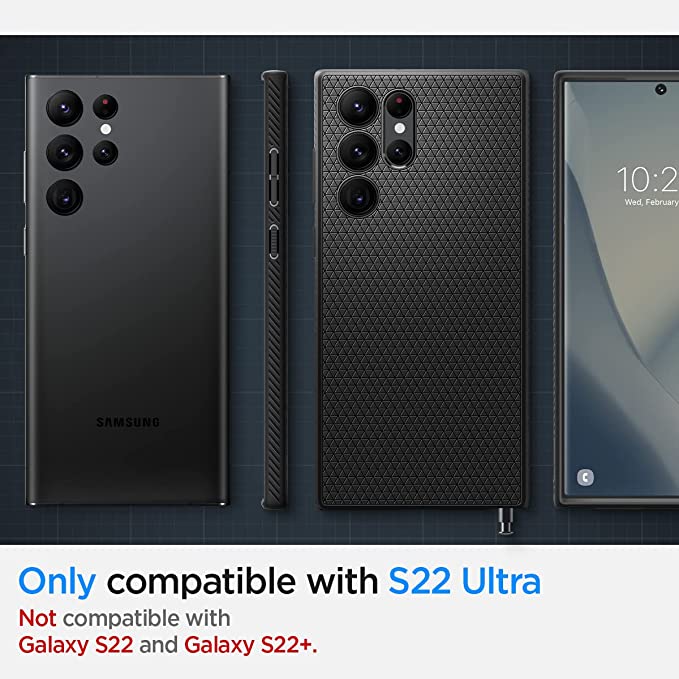 SAMSUNG
10:2
Wed, February
Only compatible with S22 Ultra
Not compatible with
Galaxy S22 and Galaxy S22+.